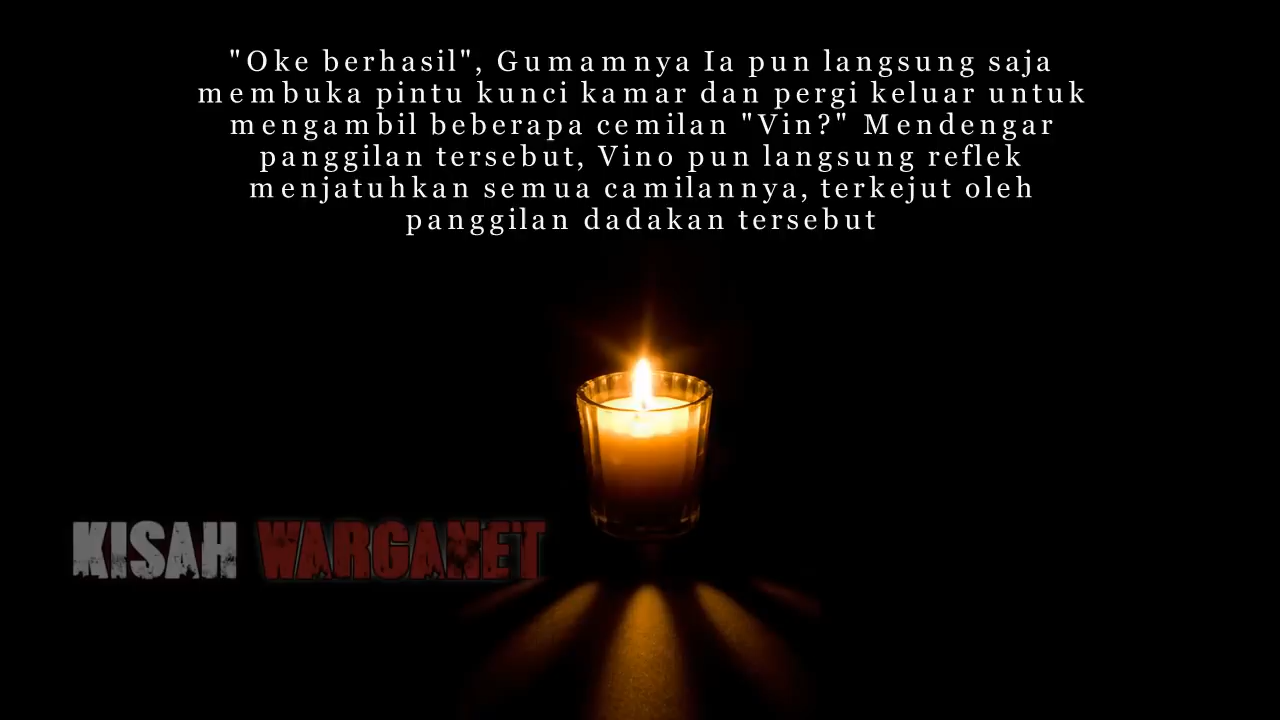 "Oke berhasil", Gumamnya Ia pun langsung saja
membuka pintu kunci kamar dan pergi keluar untuk
mengambil beberapa cemilan "Vin?" Mendengar
panggilan tersebut, Vino pun langsung reflek
menjatuhkan semua camilannya, terkejut oleh
panggilan dadakan tersebut
KISAH WARGANET